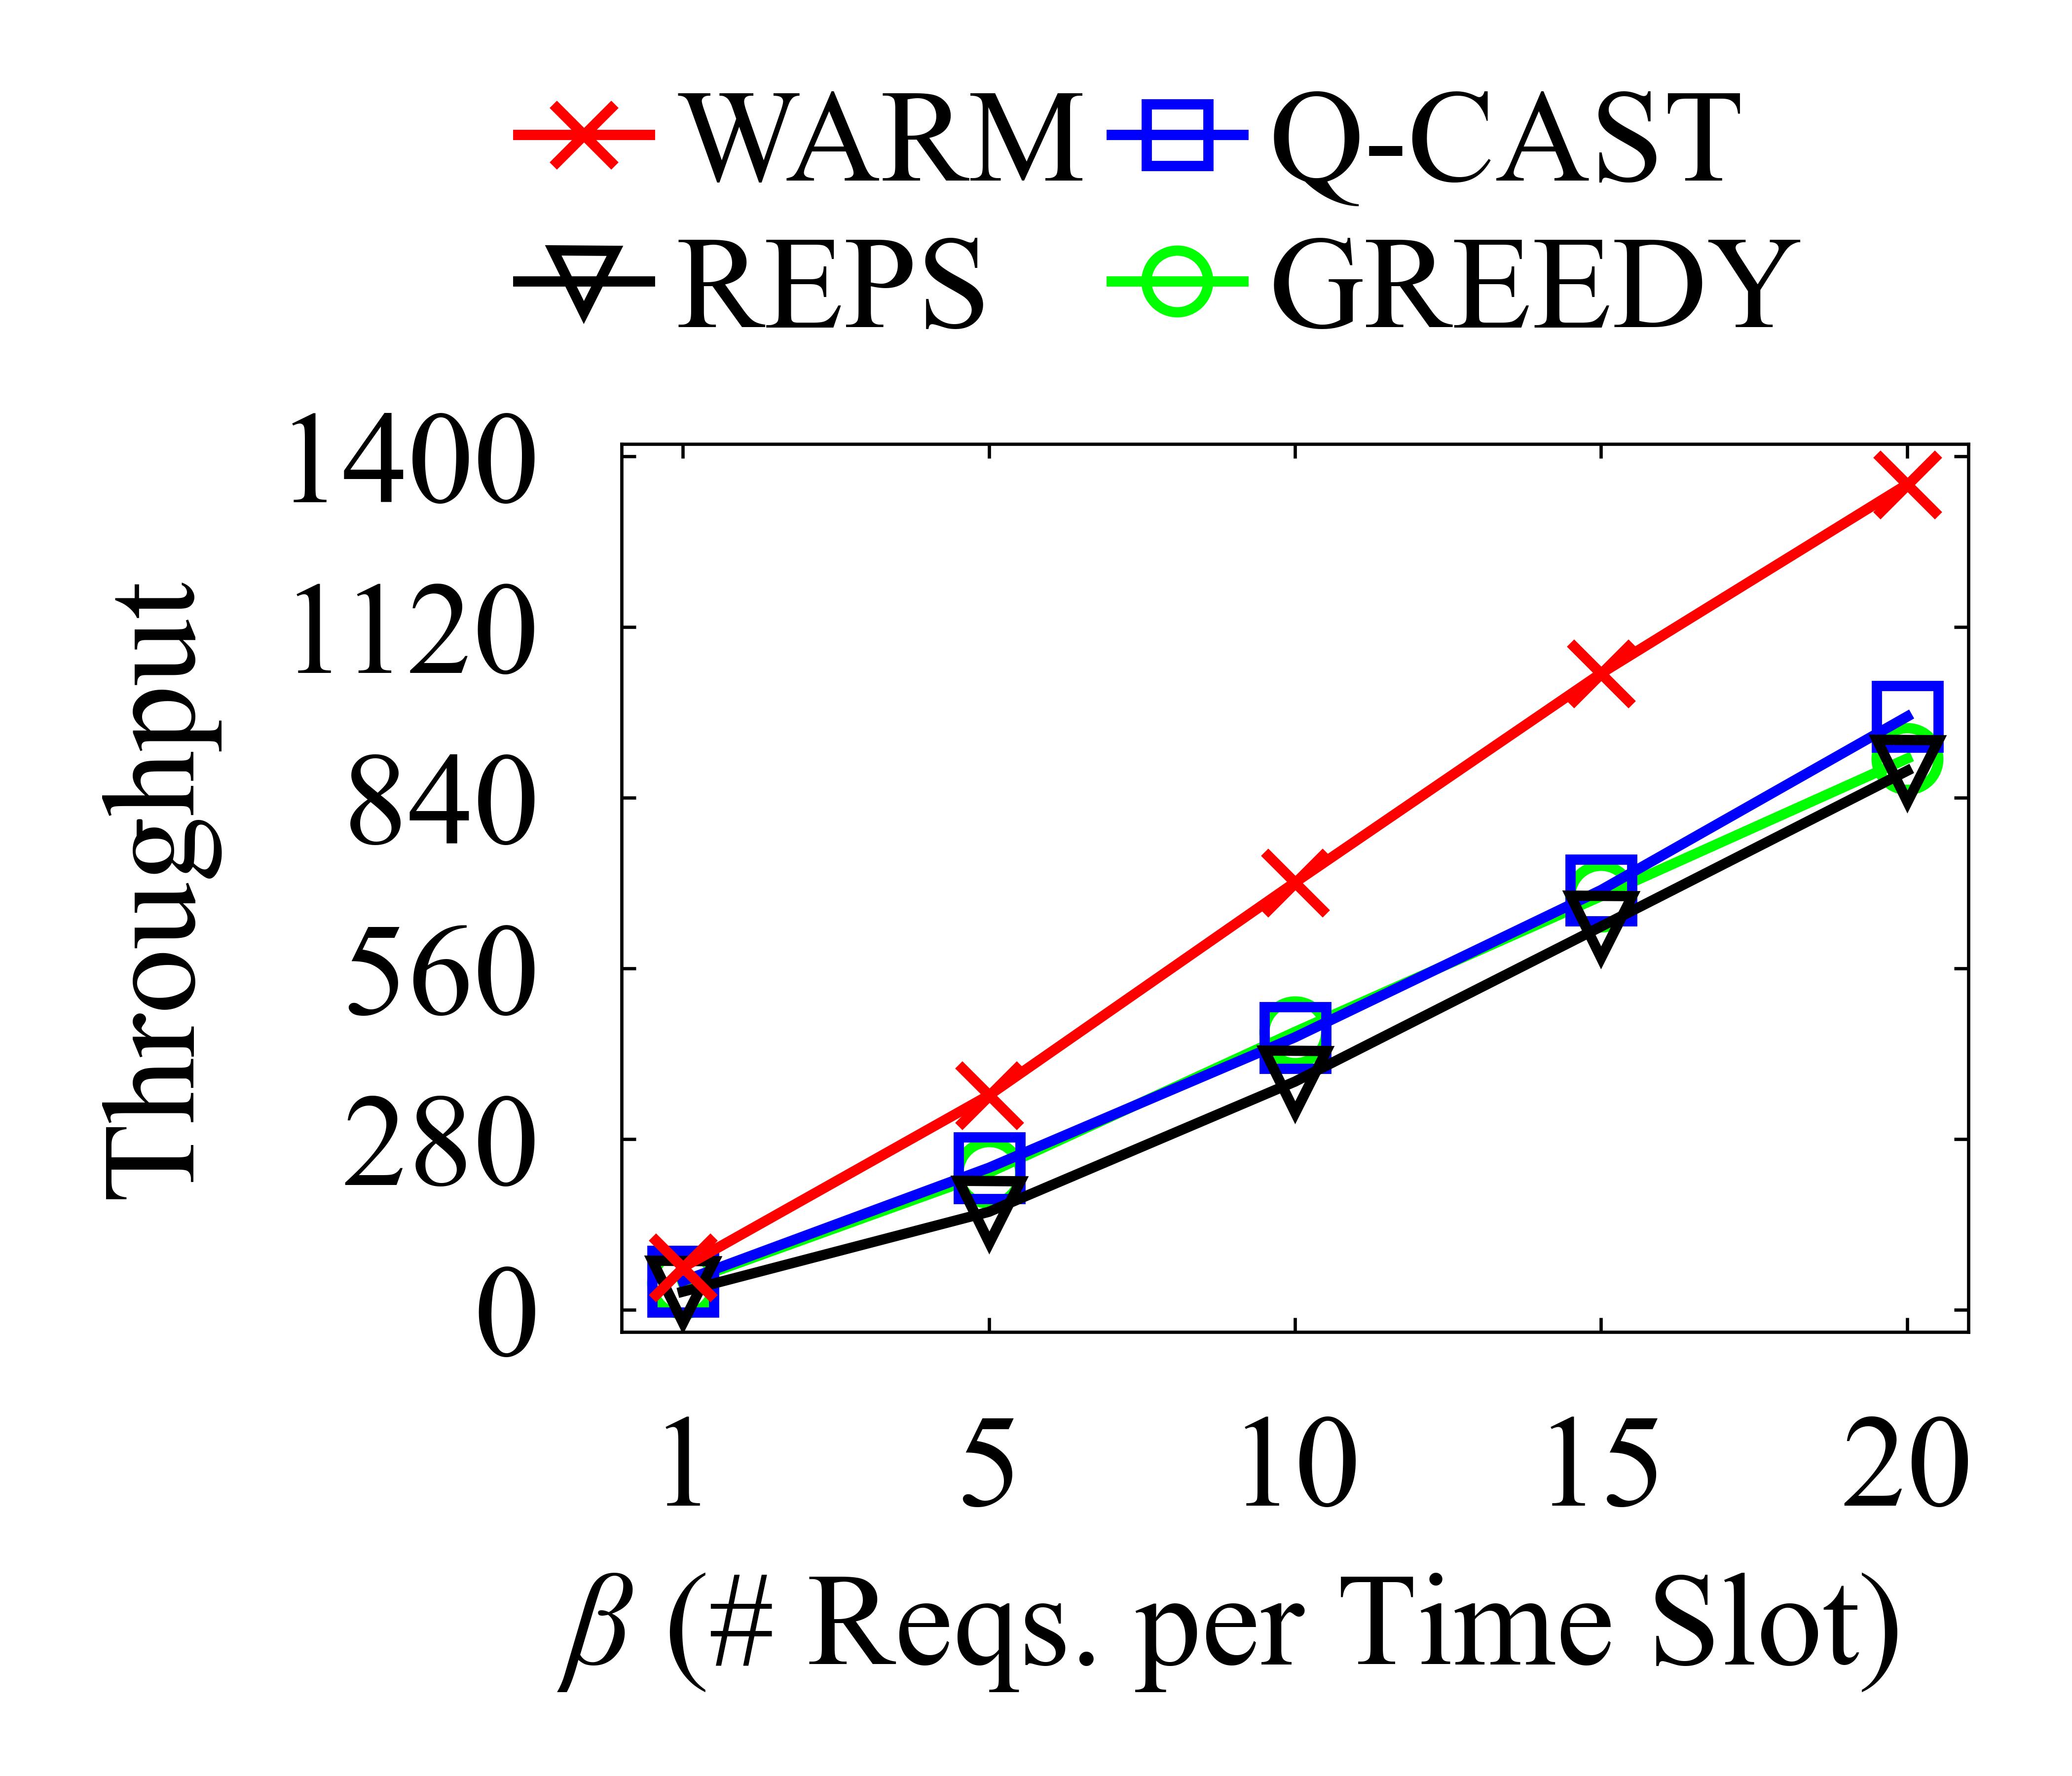 WARM Q-CAST
REPS GREEDY
1400
1120
840
560
280
0
Throughput
1 5 10 15 20
β (# Reqs. per Time Slot)